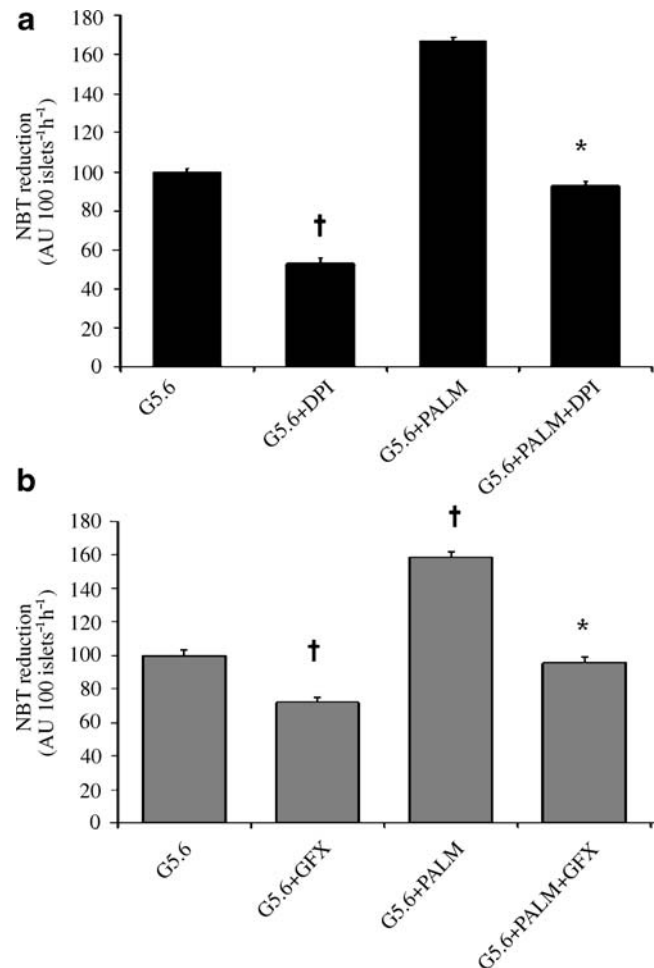 a
180
160
140
120
100
80
60
40
20
0
NBT reduction
(AU 100 islets⁻¹h⁻¹)
†
*
G5.6
G5.6+DPI
G5.6+PALM
G5.6+PALM+DPI
b
180
160
140
120
100
80
60
40
20
0
NBT reduction
(AU 100 islets⁻¹h⁻¹)
†
†
*
G5.6
G5.6+GFX
G5.6+PALM
G5.6+PALM+GFX